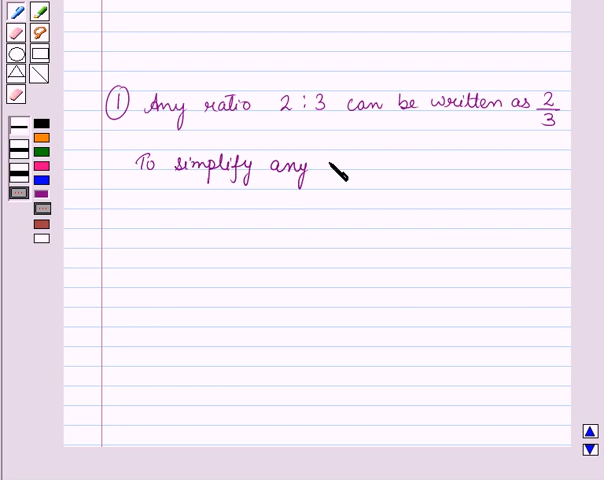 ① Any ratio 2 : 3 can be written as 2/3
To simplify any